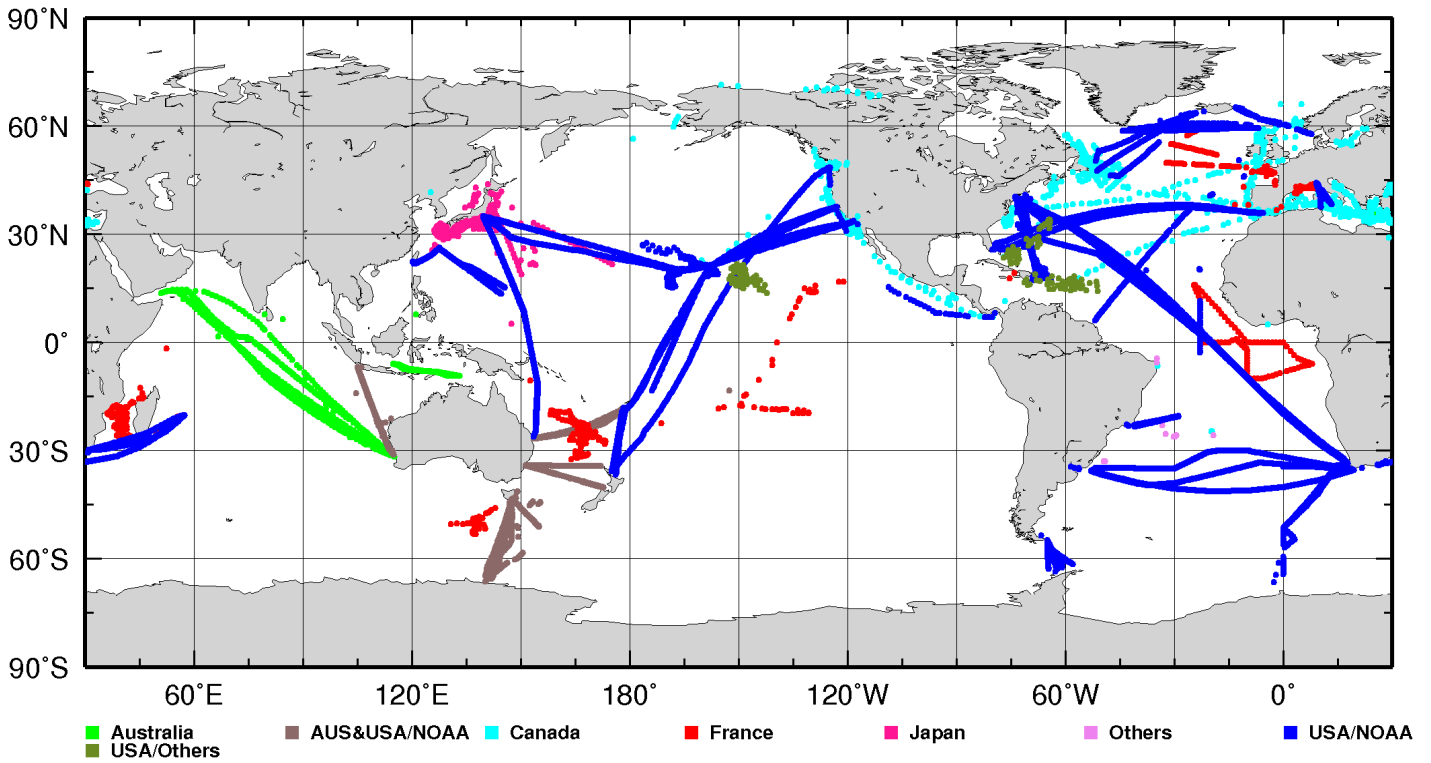 90°N
60°N
30°N
0°
30°S
60°S
90°S
60°E 120°E 180° 120°W 60°W 0°
Australia AUS&USA/NOAA Canada France Japan Others USA/NOAA
USA/Others